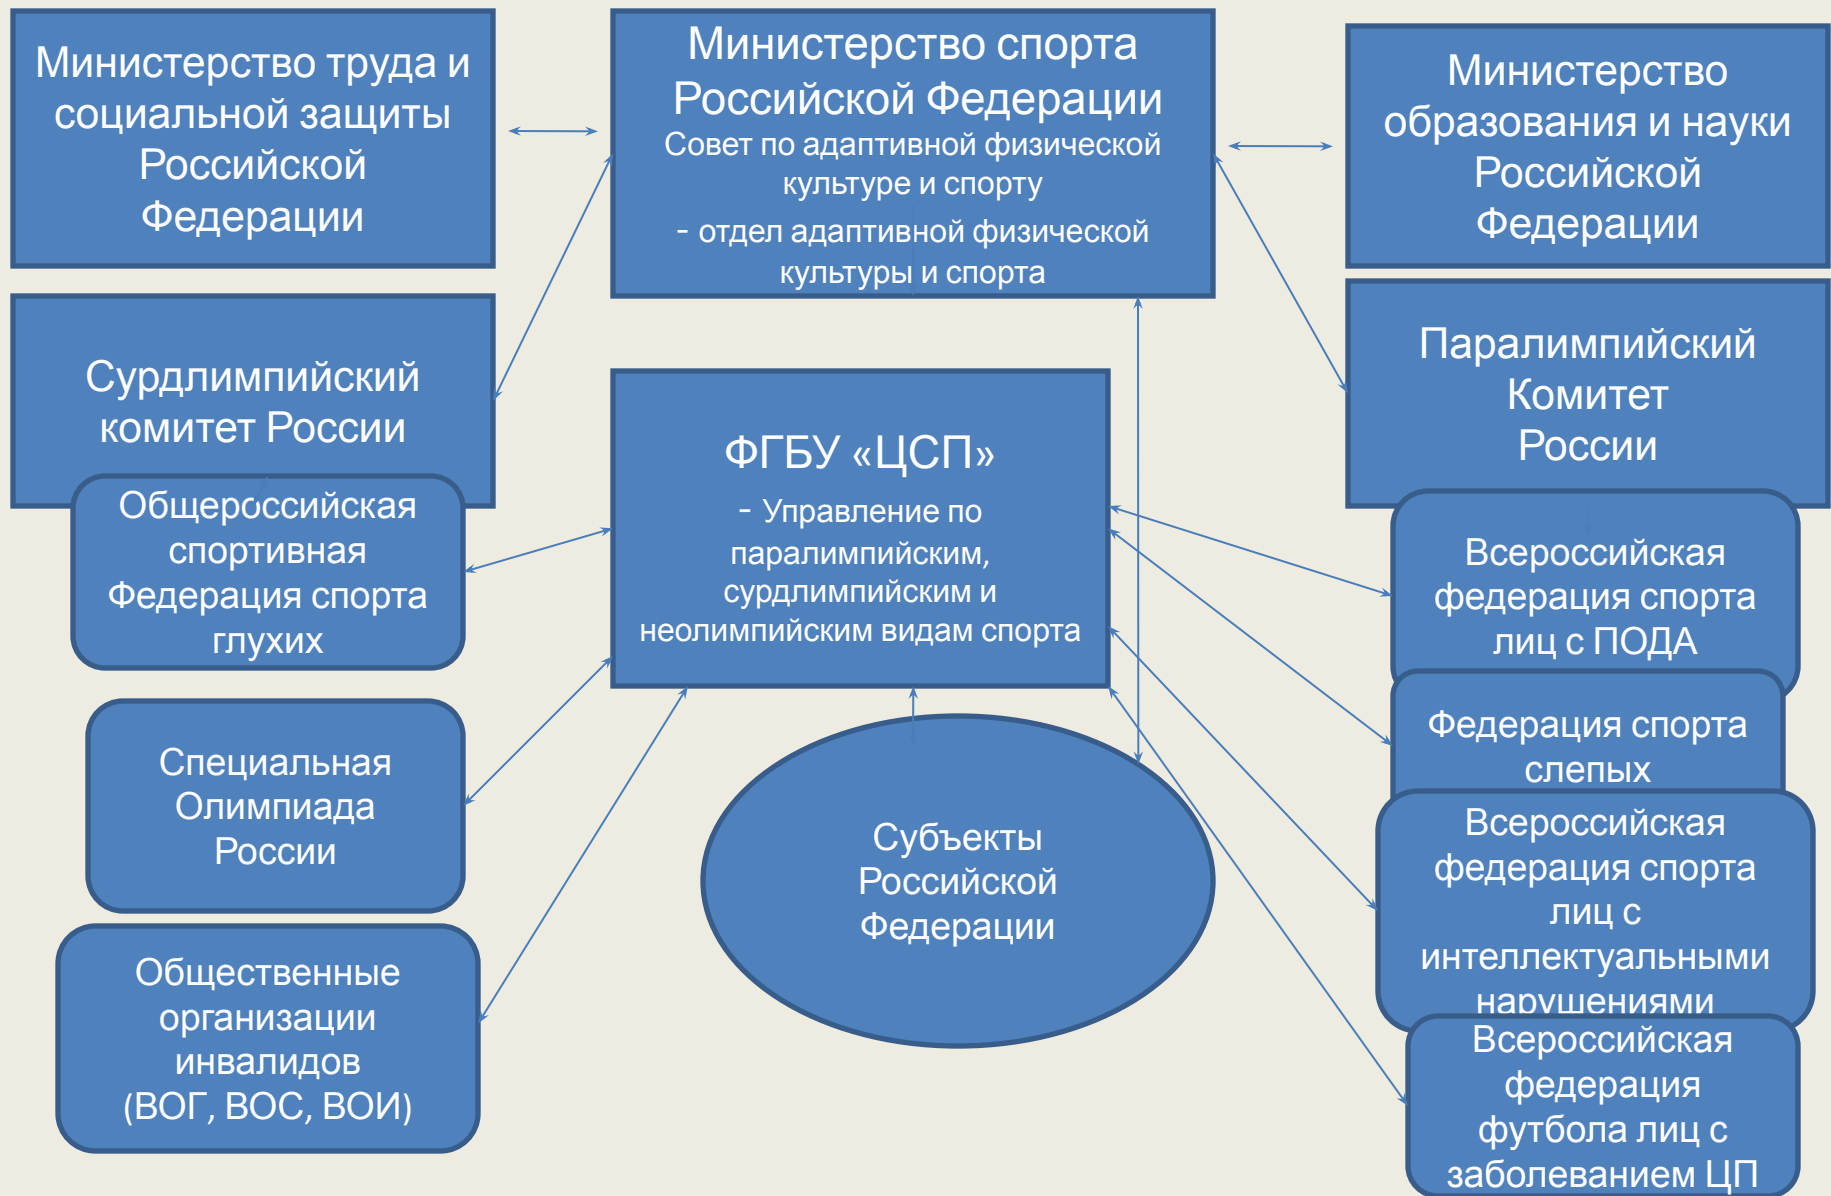 Министерство труда и
социальной защиты
Российской
Федерации
Министерство спорта
Российской Федерации
Совет по адаптивной физической
культуре и спорту
- отдел адаптивной физической
культуры и спорта
Министерство
образования и науки
Российской
Федерации
Сурдлимпийский
комитет России
Паралимпийский
Комитет
России
ФГБУ «ЦСП»
- Управление по
паралимпийским,
сурдлимпийским и
неолимпийским видам спорта
Общероссийская
спортивная
Федерация спорта
глухих
Всероссийская
федерация спорта
лиц с ПОДА
Специальная
Олимпиада
России
Федерация спорта
слепых
Субъекты
Российской
Федерации
Всероссийская
федерация спорта
лиц с
интеллектуальными
нарушениями
Общественные
организации
инвалидов
(ВОГ, ВОС, ВОИ)
Всероссийская
федерация
футбола лиц с
заболеванием ЦП